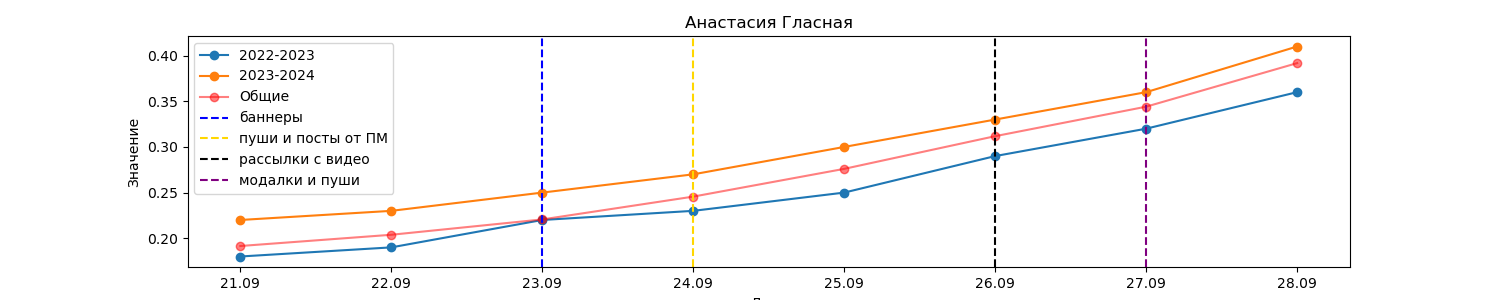 Анастасия Гласная
2022-2023
2023-2024
Общие
баннеры
пуши и посты от ПМ
рассылки с видео
модалки и пуши
Значение
0.40
0.35
0.30
0.25
0.20
21.09 22.09 23.09 24.09 25.09 26.09 27.09 28.09